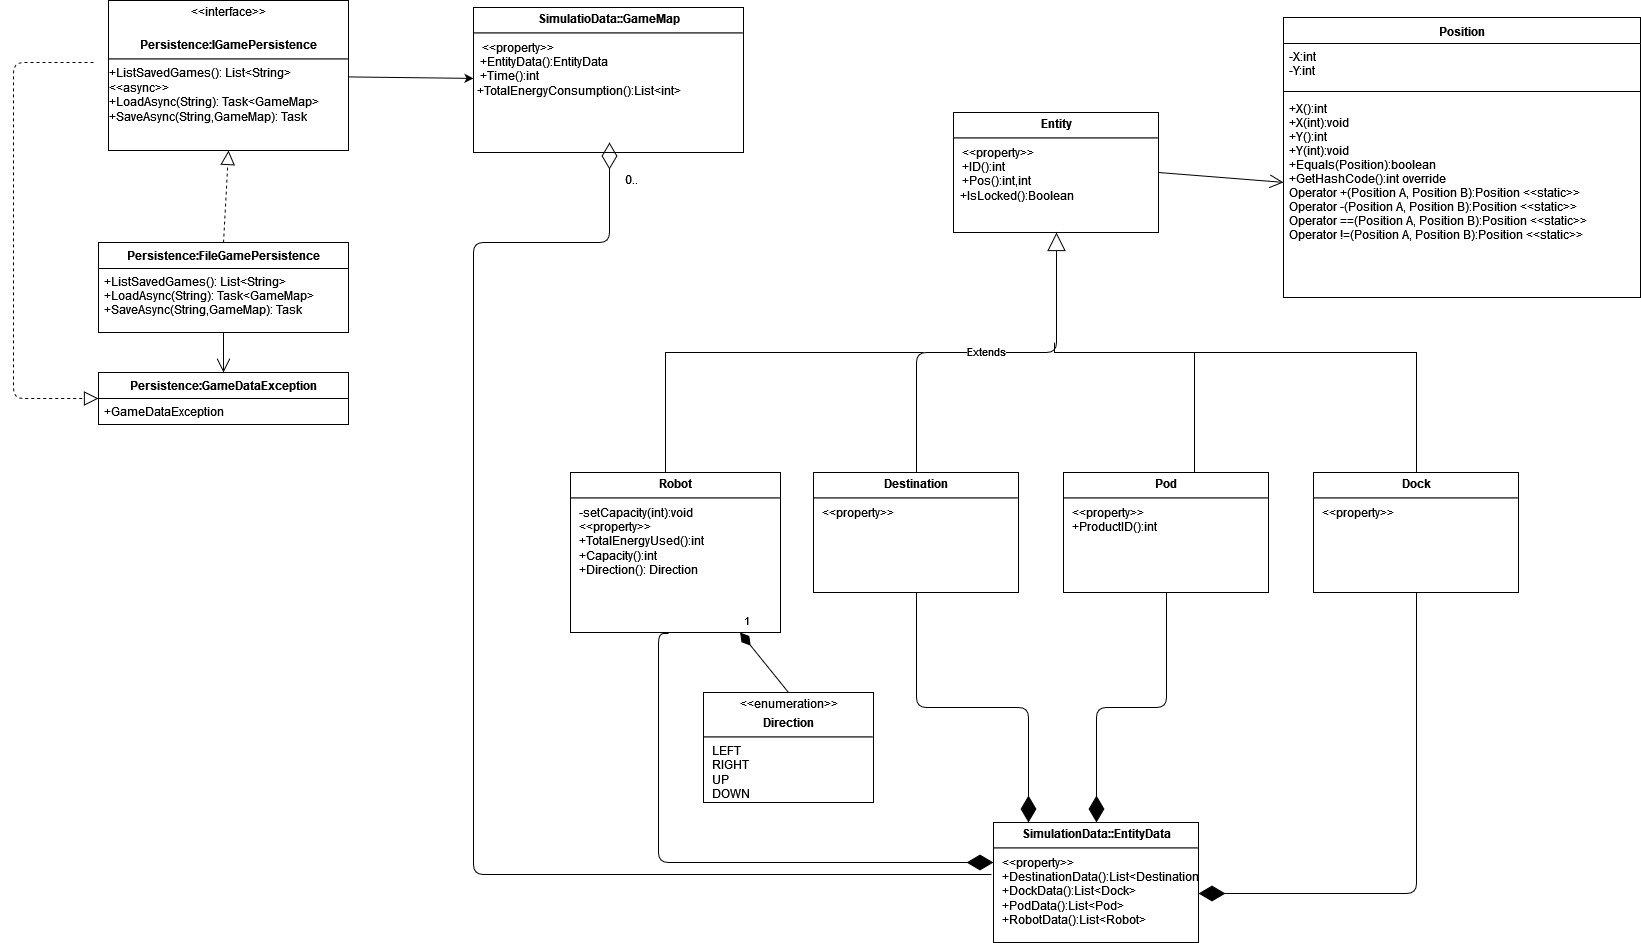 <<interface>>
Persistence:IGamePersistence
+ListSavedGames(): List<String>
<<async>>
+LoadAsync(String): Task<GameMap>
+SaveAsync(String,GameMap): Task
SimulatioData::GameMap
<<property>>
+EntityData():EntityData
+Time():int
+TotalEnergyConsumption():List<int>
0..
Position
-X:int
-Y:int
+X():int
+X(int):void
+Y():int
+Y(int):void
+Equals(Position):boolean
+GetHashCode():int override
Operator +(Position A, Position B):Position <<static>>
Operator -(Position A, Position B):Position <<static>>
Operator ==(Position A, Position B):Position <<static>>
Operator !=(Position A, Position B):Position <<static>>
Entity
<<property>>
+ID():int
+Pos():int,int
+IsLocked():Boolean
Persistence:FileGamePersistence
+ListSavedGames(): List<String>
+LoadAsync(String): Task<GameMap>
+SaveAsync(String,GameMap): Task
Persistence:GameDataException
+GameDataException
Extends
Robot
-setCapacity(int):void
<<property>>
+TotalEnergyUsed():int
+Capacity():int
+Direction(): Direction
1
Destination
<<property>>
Pod
<<property>>
+ProductID():int
Dock
<<property>>
<<enumeration>>
Direction
LEFT
RIGHT
UP
DOWN
SimulationData::EntityData
<<property>>
+DestinationData():List<Destination
+DockData():List<Dock>
+PodData():List<Pod>
+RobotData():List<Robot>